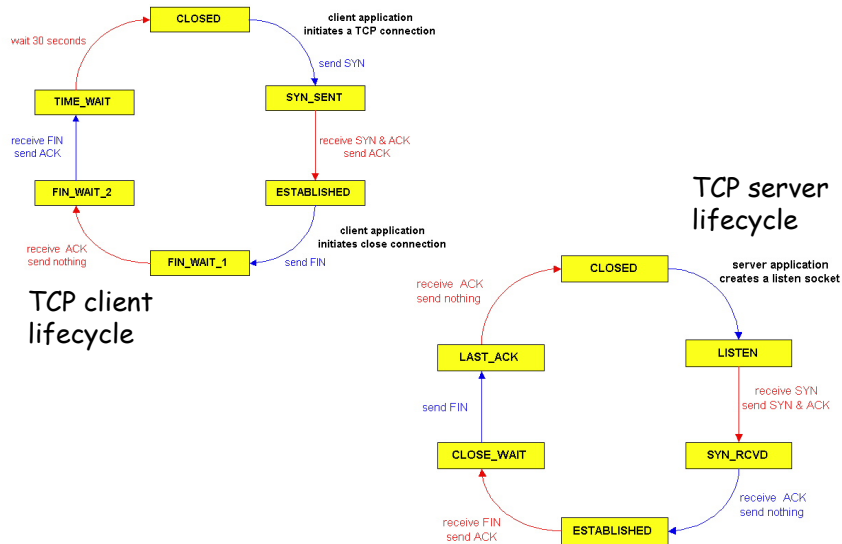 CLOSED
client application
initiates a TCP connection
wait 30 seconds
send SYN
TIME_WAIT
SYN_SENT
receive FIN
send ACK
receive SYN & ACK
send ACK
FIN_WAIT_2
ESTABLISHED
client application
initiates close connection
receive ACK
send nothing
FIN_WAIT_1
send FIN
TCP client
lifecycle
TCP server
lifecycle
CLOSED
server application
creates a listen socket
receive ACK
send nothing
LAST_ACK
LISTEN
receive SYN
send SYN & ACK
send FIN
CLOSE_WAIT
SYN_RCVD
receive ACK
send nothing
receive FIN
send ACK
ESTABLISHED